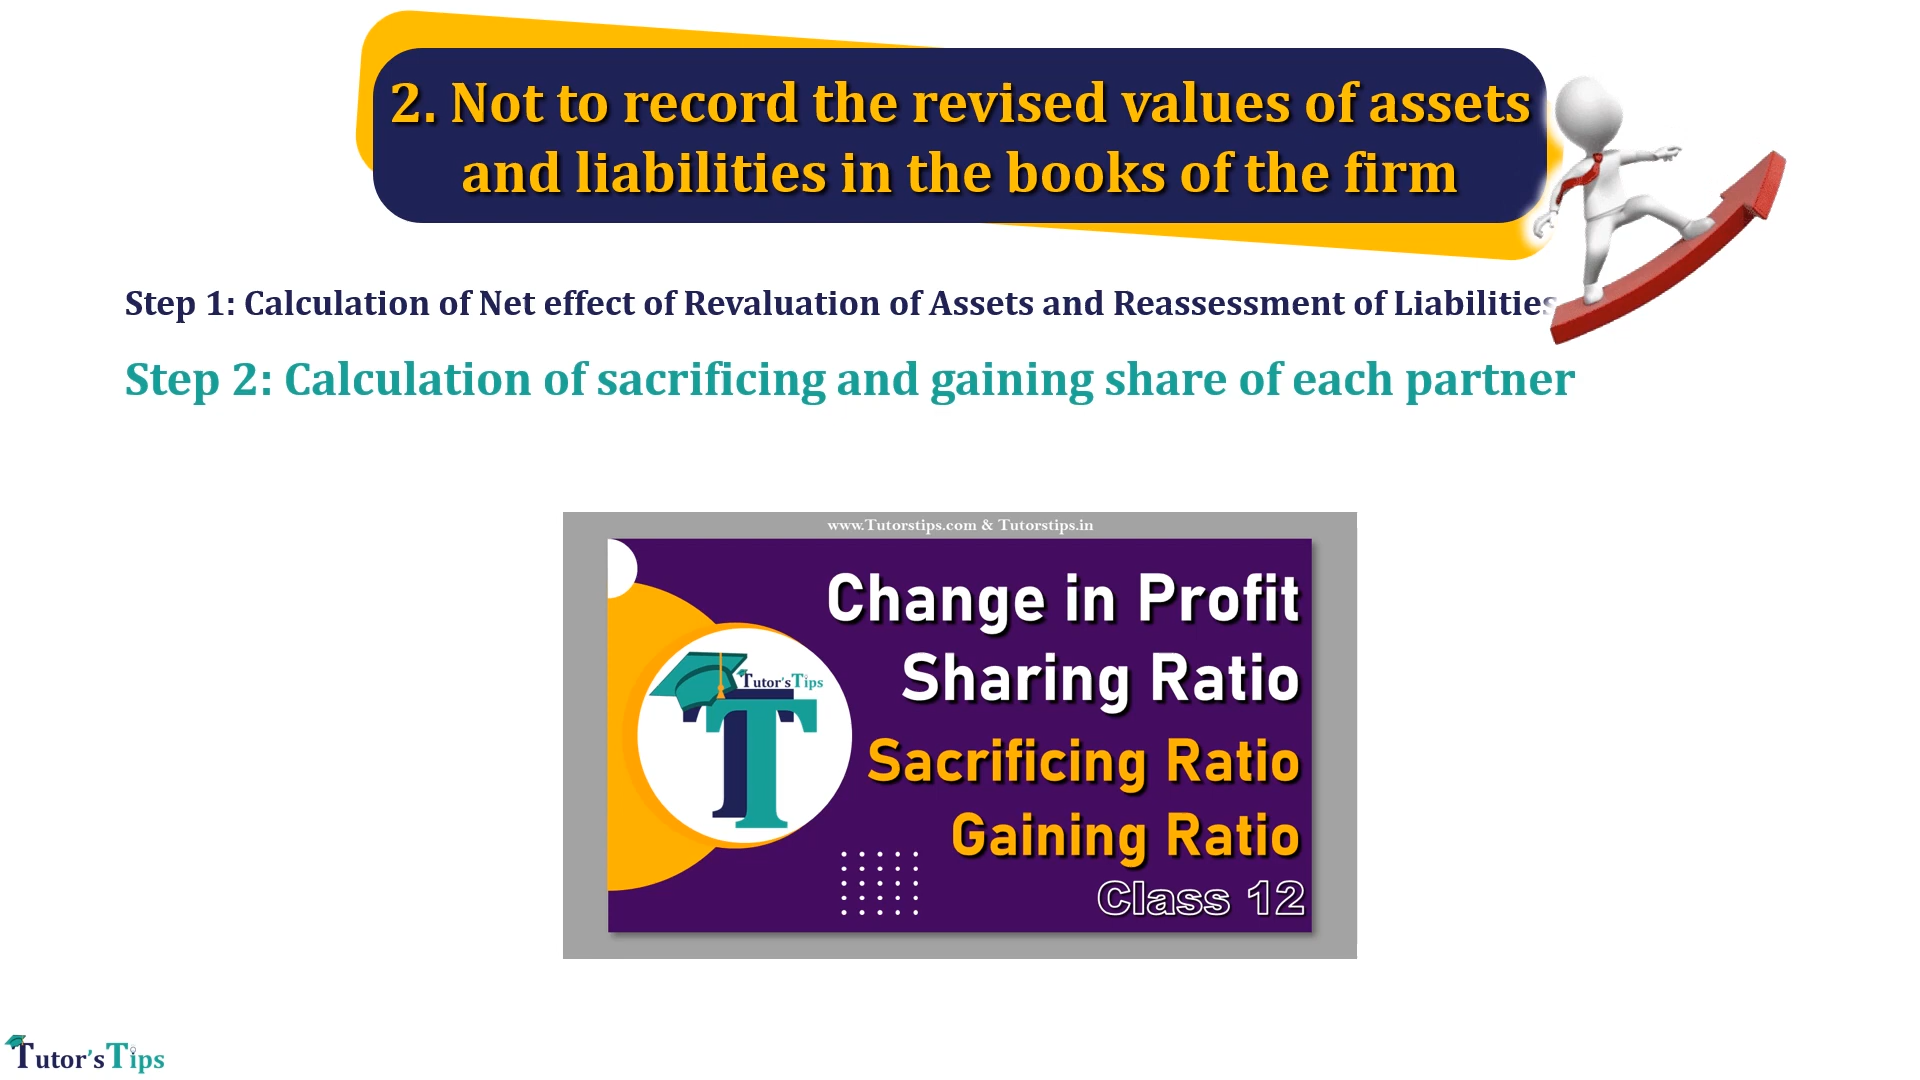 2. Not to record the revised values of assets
and liabilities in the books of the firm
Step 1: Calculation of Net effect of Revaluation of Assets and Reassessment of Liabilities
Step 2: Calculation of sacrificing and gaining share of each partner
www.Tutorstips.com & Tutorstips.in
Change in Profit
Sharing Ratio
Tutor'sTips
Sacrificing Ratio
Gaining Ratio
Class 12
Tutor'sTips